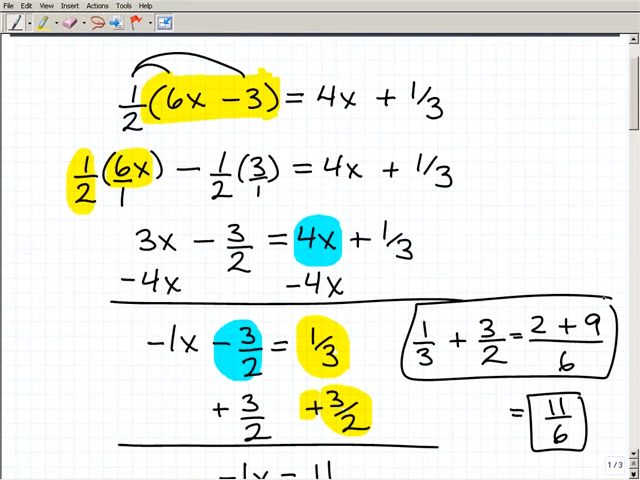 File Edit View Insert Actions Tools Help
1/2 (6x − 3) = 4x + 1/3
1/2 (6x/1) − 1/2 (3/1) = 4x + 1/3
3x − 3/2 = 4x + 1/3
−4x −4x
−1x − 3/2 = 1/3
+ 3/2 + 3/2
1/3 + 3/2 = 2 + 9/6
= 11/6
1 / 3